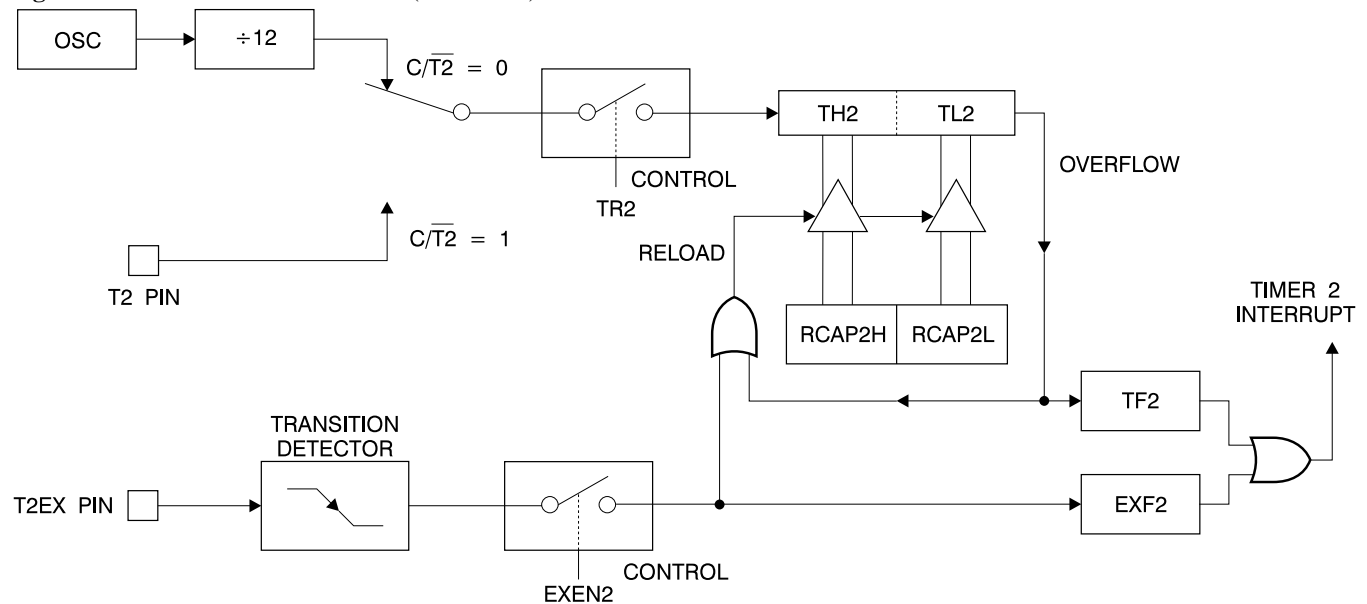 OSC
÷12
C/T2 = 0
TH2
TL2
OVERFLOW
CONTROL
TR2
C/T2 = 1
T2 PIN
RELOAD
RCAP2H
RCAP2L
TIMER 2
INTERRUPT
TF2
TRANSITION
DETECTOR
T2EX PIN
EXF2
CONTROL
EXEN2